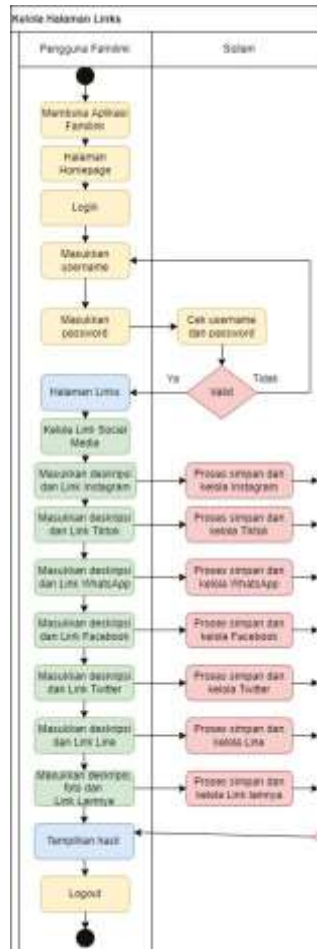 Kelola Halaman Links
Pengguna Familink
Sistem
Membuka Aplikasi
Familink
Halaman
Homepage
Login
Masukkan
username
Masukkan
password
Cek username
dan password
Ya
Valid
Tidak
Halaman Links
Kelola Link Social
Media
Masukkan deskripsi
dan Link Instagram
Proses simpan dan
kelola Instagram
Masukkan deskripsi
dan Link Tiktok
Proses simpan dan
kelola Tiktok
Masukkan deskripsi
dan Link WhatsApp
Proses simpan dan
kelola WhatsApp
Masukkan deskripsi
dan Link Facebook
Proses simpan dan
kelola Facebook
Masukkan deskripsi
dan Link Twitter
Proses simpan dan
kelola Twitter
Masukkan deskripsi
dan Link Line
Proses simpan dan
kelola Line
Masukkan deskripsi,
foto dan
Link Lainnya
Proses simpan dan
kelola Link lainnya
Tampilkan hasil
Logout